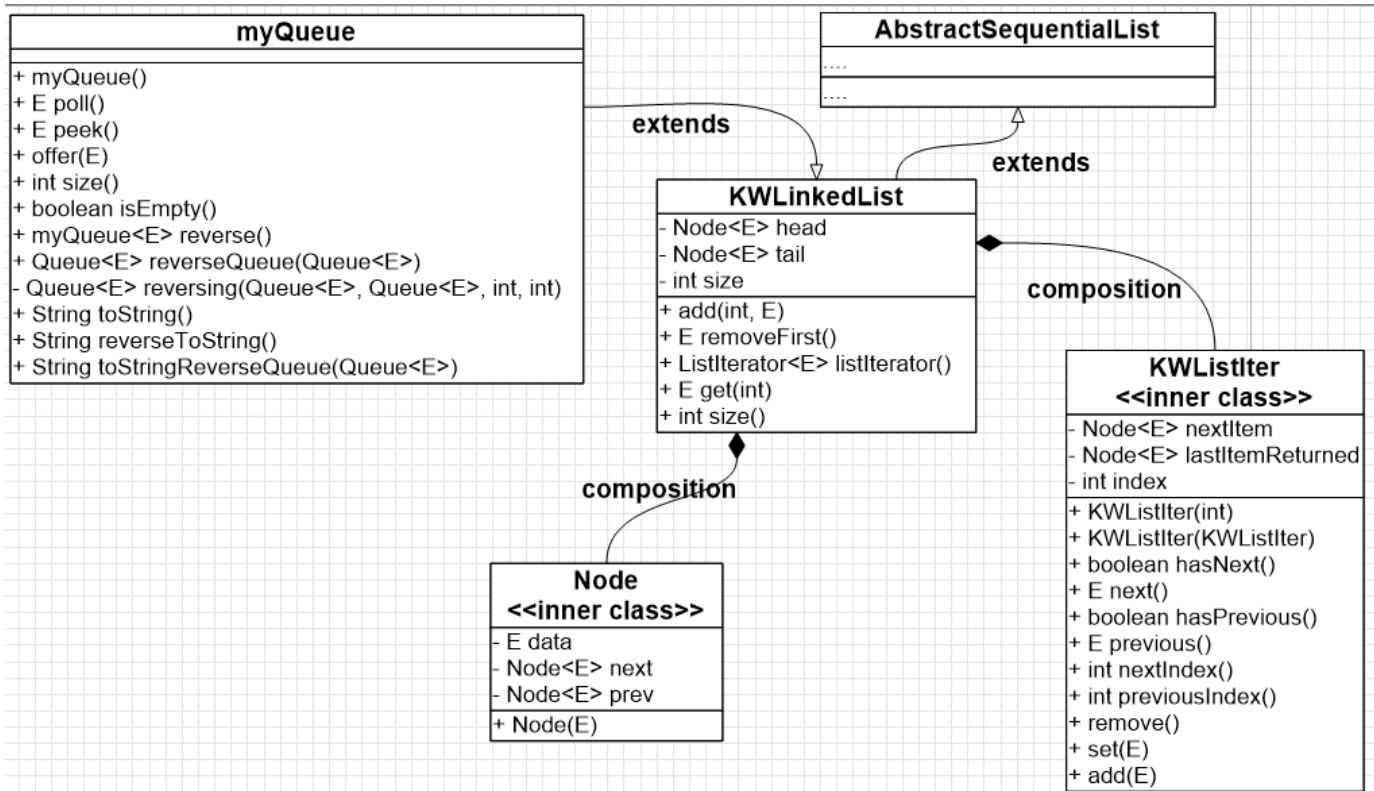 myQueue
+ myQueue()
+ E poll()
+ E peek()
+ offer(E)
+ int size()
+ boolean isEmpty()
+ myQueue<E> reverse()
+ Queue<E> reverseQueue(Queue<E>)
- Queue<E> reversing(Queue<E>, Queue<E>, int, int)
+ String toString()
+ String reverseToString()
+ String toStringReverseQueue(Queue<E>)
extends
AbstractSequentialList
....
....
extends
KWLinkedList
- Node<E> head
- Node<E> tail
- int size
+ add(int, E)
+ E removeFirst()
+ ListIterator<E> listIterator()
+ E get(int)
+ int size()
composition
composition
Node
<<inner class>>
- E data
- Node<E> next
- Node<E> prev
+ Node(E)
KWListIter
<<inner class>>
- Node<E> nextItem
- Node<E> lastItemReturned
- int index
+ KWListIter(int)
+ KWListIter(KWListIter)
+ boolean hasNext()
+ E next()
+ boolean hasPrevious()
+ E previous()
+ int nextIndex()
+ int previousIndex()
+ remove()
+ set(E)
+ add(E)